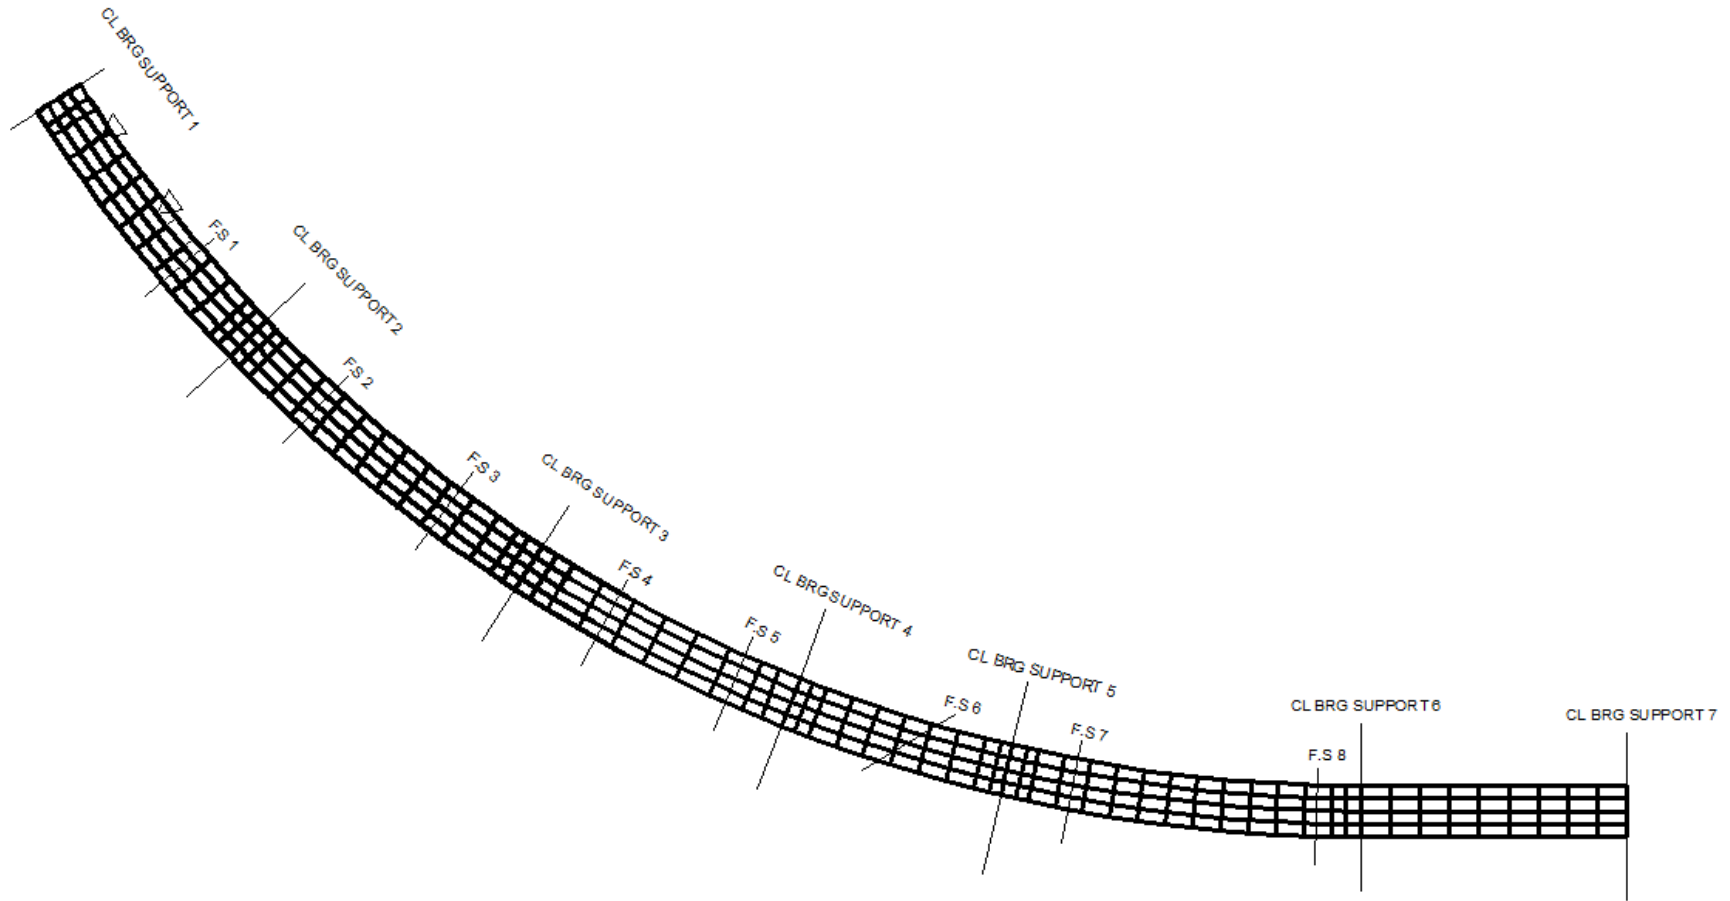 CL BRG SUPPORT 1
F.S 1
CL BRG SUPPORT 2
F.S 2
F.S 3
CL BRG SUPPORT 3
F.S 4
CL BRG SUPPORT 4
F.S 5
CL BRG SUPPORT 5
F.S 6
F.S 7
CL BRG SUPPORT 6
CL BRG SUPPORT 7
F.S 8